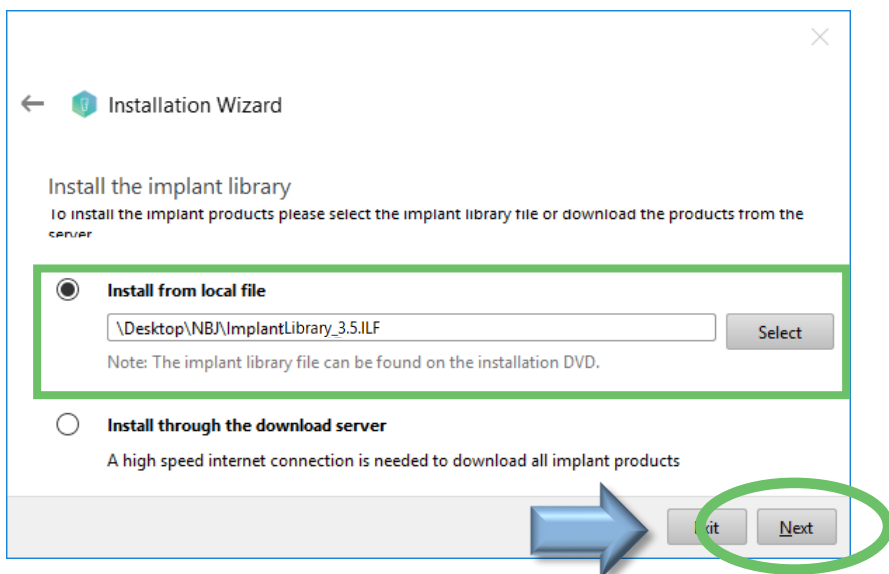 Installation Wizard
Install the implant library
To install the implant products please select the implant library file or download the products from the
server
Install from local file
\Desktop\NBJ\ImplantLibrary_3.5.ILF
Select
Note: The implant library file can be found on the installation DVD.
Install through the download server
A high speed internet connection is needed to download all implant products
Exit
Next